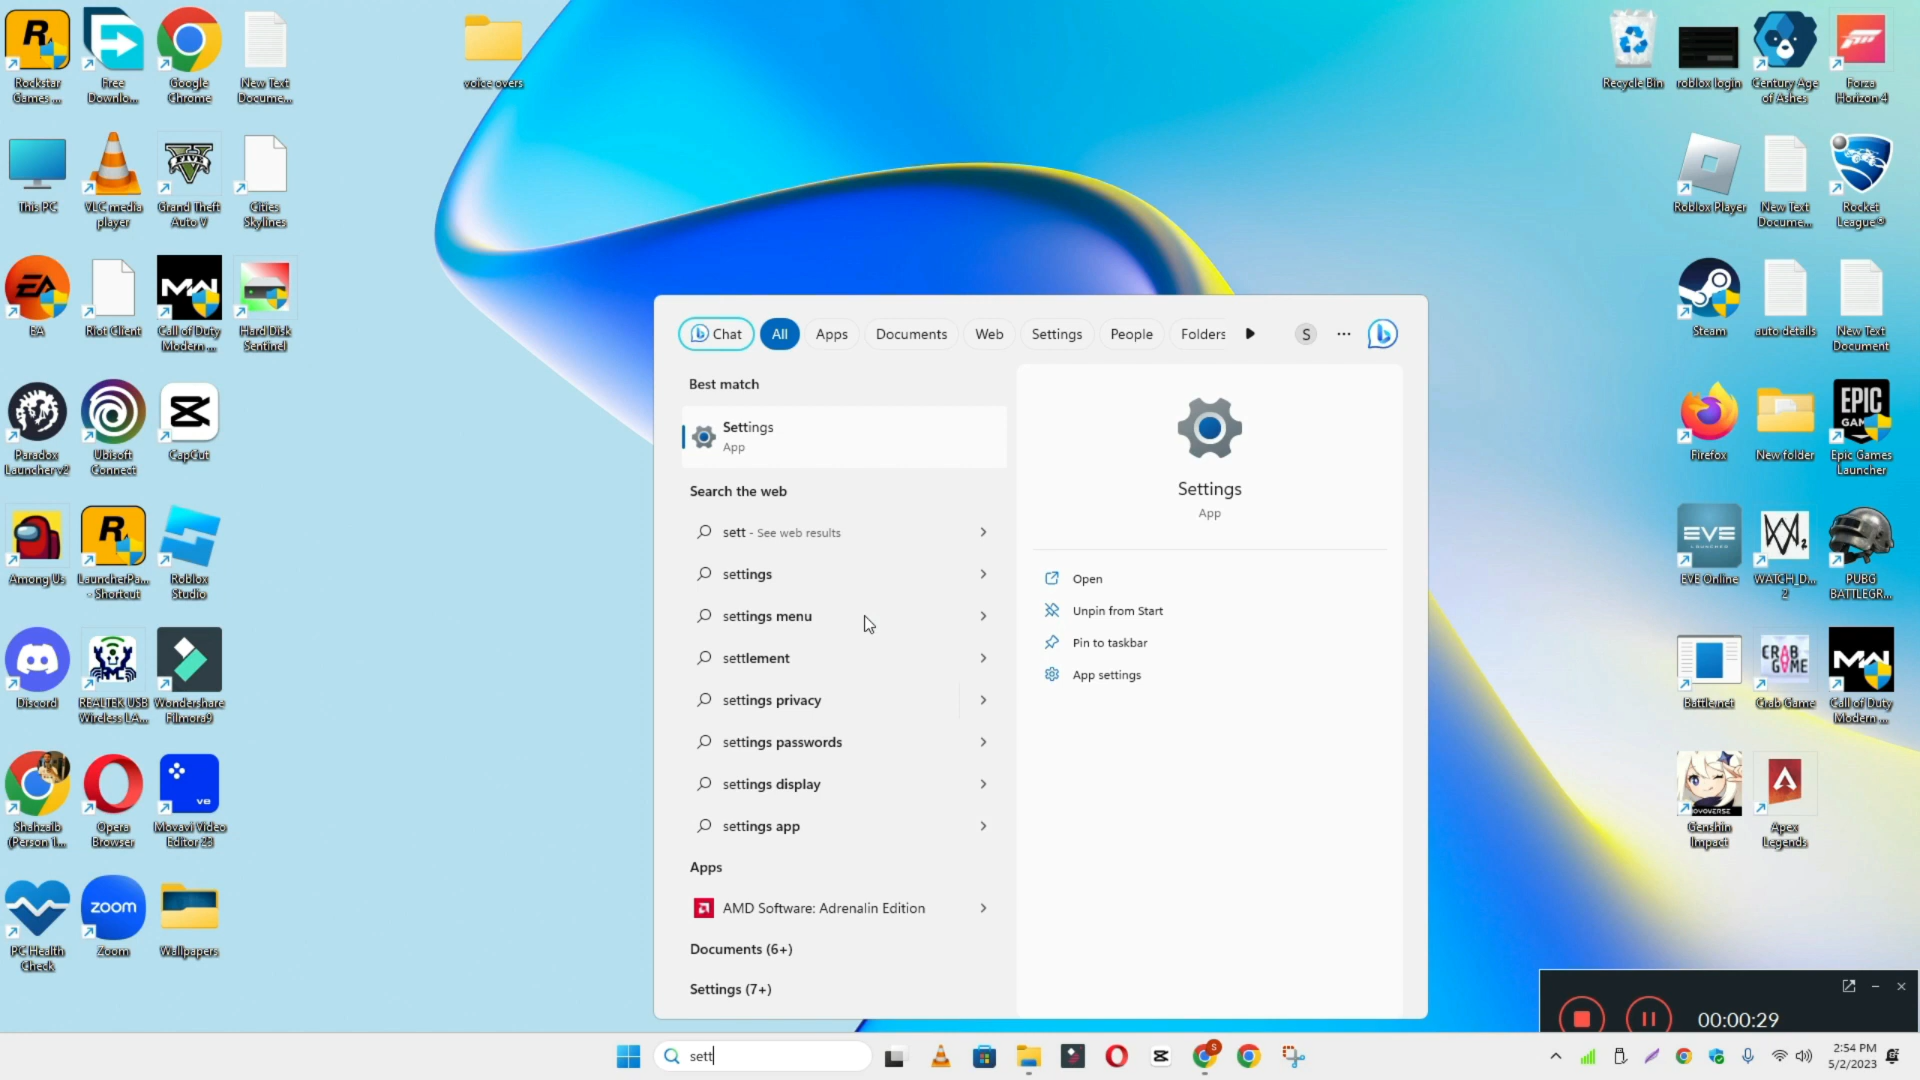 Rockstar
Games ...
Free
Downlo...
Google
Chrome
New Text
Docume...
voice overs
This PC
VLC media
player
Grand Theft
Auto V
Cities
Skylines
EA
Riot Client
Call of Duty
Modern ...
Hard Disk
Sentinel
Paradox
Launcher v2
Ubisoft
Connect
CapCut
Among Us
LauncherPa...
- Shortcut
Roblox
Studio
Discord
REALTEK USB
Wireless LA...
Wondershare
Filmora9
Shahzaib
(Person 1...
Opera
Browser
Movavi Video
Editor 23
PC Health
Check
zoom
Zoom
Wallpapers
Recycle Bin
roblox login
Century Age
of Ashes
Forza
Horizon 4
Roblox Player
New Text
Docume...
Rocket
League®
Steam
auto details
New Text
Document
Firefox
New folder
EPIC
GAMES
Epic Games
Launcher
EVE
EVE Online
WATCH_D...
2
PUBG
BATTLEGR...
Battle.net
CRAB
GAME
Crab Game
Call of Duty
Modern ...
Genshin
Impact
Apex
Legends
Chat
All
Apps
Documents
Web
Settings
People
Folders
S
Best match
Settings
App
Search the web
sett - See web results
settings
settings menu
settlement
settings privacy
settings passwords
settings display
settings app
Apps
AMD Software: Adrenalin Edition
Documents (6+)
Settings (7+)
Settings
App
Open
Unpin from Start
Pin to taskbar
App settings
00:00:29
sett
2:54 PM
5/2/2023